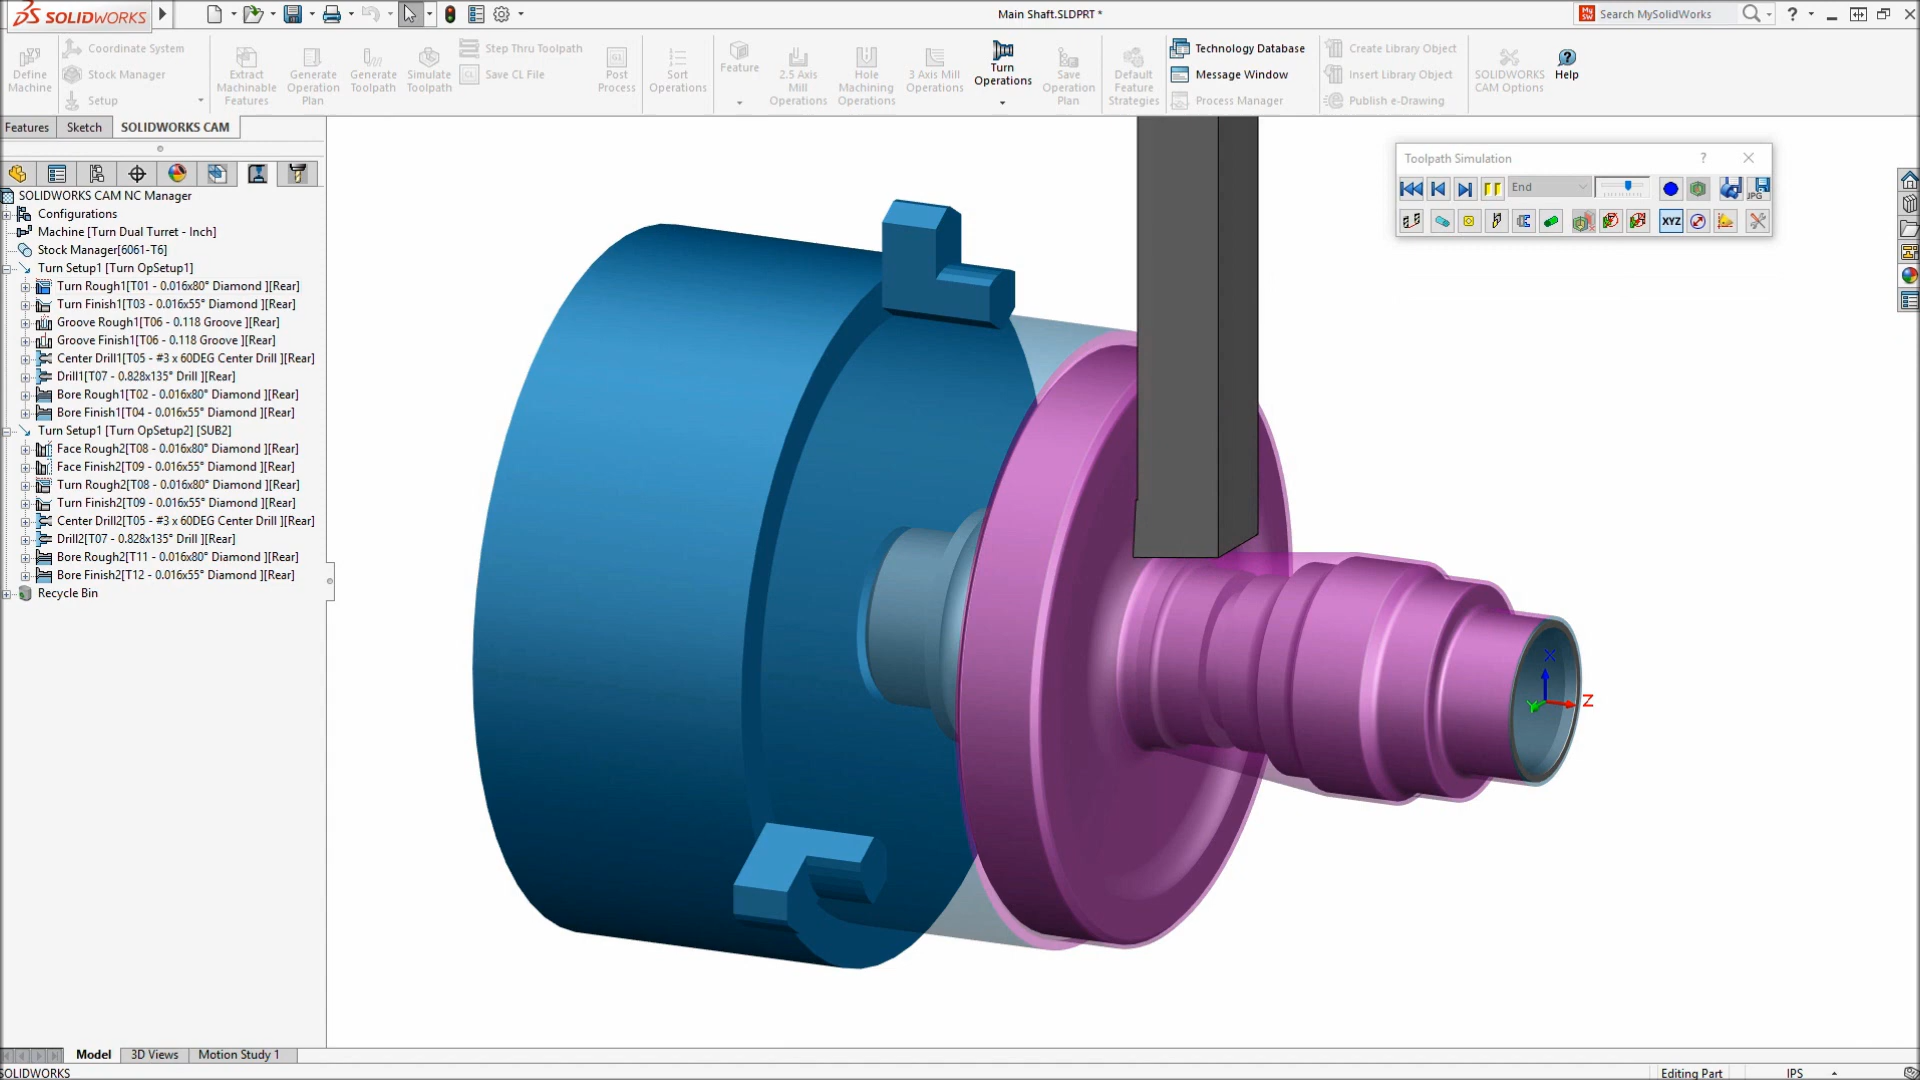 SOLIDWORKS
Main Shaft.SLDPRT *
Search MySolidWorks
Define Machine
Coordinate System
Stock Manager
Setup
Extract Machinable Features
Generate Operation Plan
Generate Toolpath
Simulate Toolpath
Step Thru Toolpath
Save CL File
Post Process
Sort Operations
Feature
2.5 Axis Mill Operations
Hole Machining Operations
3 Axis Mill Operations
Turn Operations
Save Operation Plan
Default Feature Strategies
Technology Database
Message Window
Process Manager
Create Library Object
Insert Library Object
Publish e-Drawing
SOLIDWORKS CAM Options
Help
Features
Sketch
SOLIDWORKS CAM
SOLIDWORKS CAM NC Manager
Configurations
Machine [Turn Dual Turret - Inch]
Stock Manager[6061-T6]
Turn Setup1 [Turn OpSetup1]
Turn Rough1[T01 - 0.016x80° Diamond ][Rear]
Turn Finish1[T03 - 0.016x55° Diamond ][Rear]
Groove Rough1[T06 - 0.118 Groove ][Rear]
Groove Finish1[T06 - 0.118 Groove ][Rear]
Center Drill1[T05 - #3 x 60DEG Center Drill ][Rear]
Drill1[T07 - 0.828x135° Drill ][Rear]
Bore Rough1[T02 - 0.016x80° Diamond ][Rear]
Bore Finish1[T04 - 0.016x55° Diamond ][Rear]
Turn Setup1 [Turn OpSetup2] [SUB2]
Face Rough2[T08 - 0.016x80° Diamond ][Rear]
Face Finish2[T09 - 0.016x55° Diamond ][Rear]
Turn Rough2[T08 - 0.016x80° Diamond ][Rear]
Turn Finish2[T09 - 0.016x55° Diamond ][Rear]
Center Drill2[T05 - #3 x 60DEG Center Drill ][Rear]
Drill2[T07 - 0.828x135° Drill ][Rear]
Bore Rough2[T11 - 0.016x80° Diamond ][Rear]
Bore Finish2[T12 - 0.016x55° Diamond ][Rear]
Recycle Bin
Toolpath Simulation
?
End
JPG
XYZ
X
Y
Z
Model
3D Views
Motion Study 1
SOLIDWORKS
Editing Part
IPS